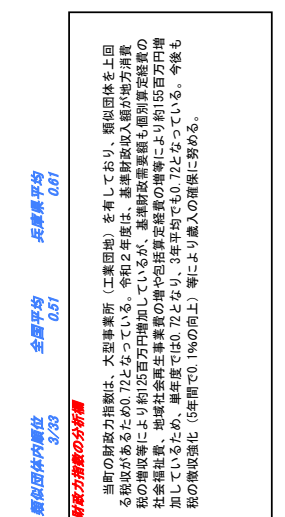 類似団体内順位
3/33
全国平均
0.51
兵庫県平均
0.61
財政力指数の分析欄
当町の財政力指数は、大型事業所（工業団地）を有しており、類似団体を上回
る税収があるため0.72となっている。令和２年度は、基準財政収入額が地方消費
税の増収等により約125百万円増加しているが、基準財政需要額も個別算定経費の
社会福祉費、地域社会再生事業費の増や包括算定経費の増等により約155百万円増
加しているため、単年度では0.72となり、3年平均でも0.72となっている。今後も
税の徴収強化（5年間で0.1%の向上）等により歳入の確保に努める。